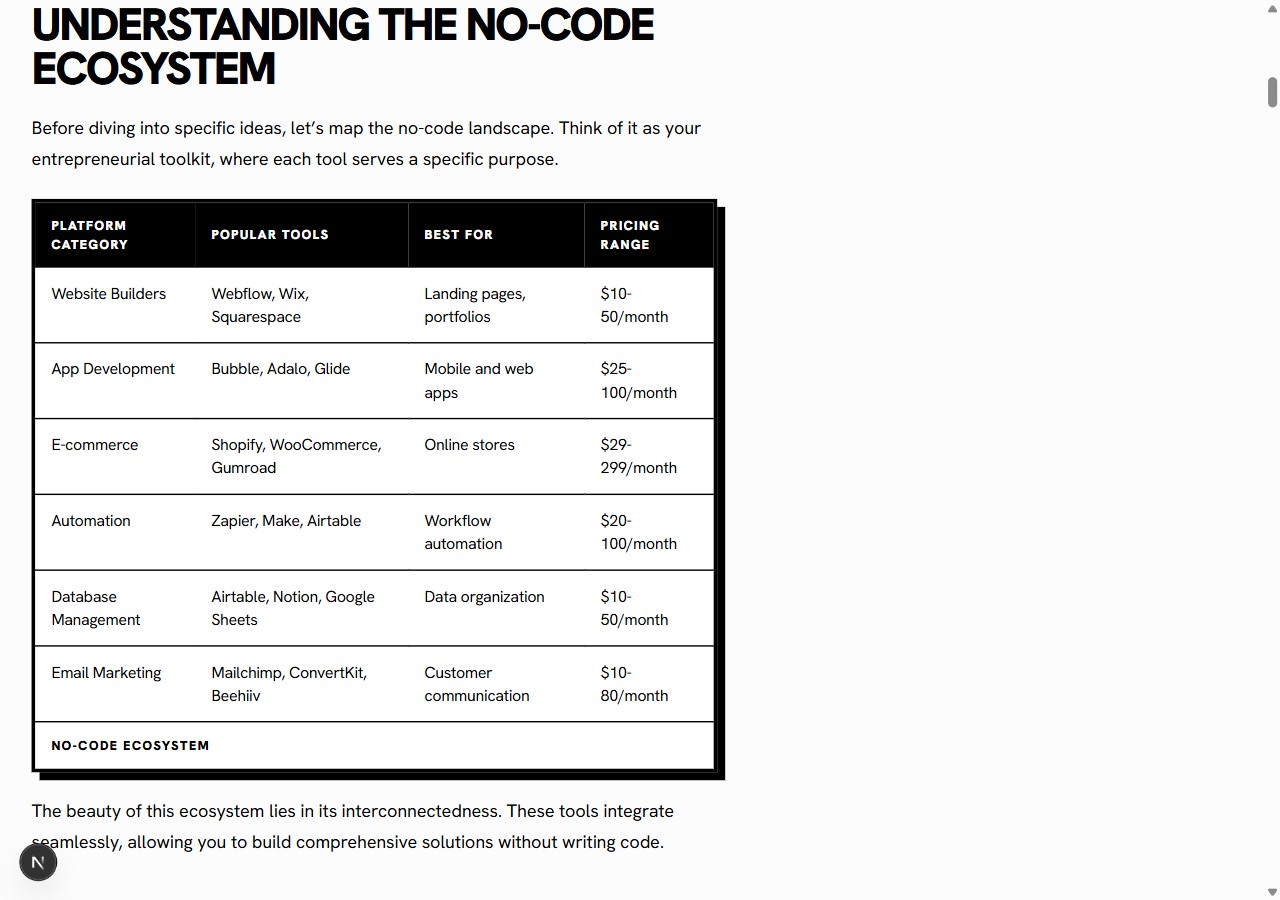 UNDERSTANDING THE NO-CODE
ECOSYSTEM
Before diving into specific ideas, let’s map the no-code landscape. Think of it as your
entrepreneurial toolkit, where each tool serves a specific purpose.
PLATFORM CATEGORY	POPULAR TOOLS	BEST FOR	PRICING RANGE
Website Builders	Webflow, Wix, Squarespace	Landing pages, portfolios	$10-50/month
App Development	Bubble, Adalo, Glide	Mobile and web apps	$25-100/month
E-commerce	Shopify, WooCommerce, Gumroad	Online stores	$29-299/month
Automation	Zapier, Make, Airtable	Workflow automation	$20-100/month
Database Management	Airtable, Notion, Google Sheets	Data organization	$10-50/month
Email Marketing	Mailchimp, ConvertKit, Beehiiv	Customer communication	$10-80/month
NO-CODE ECOSYSTEM
The beauty of this ecosystem lies in its interconnectedness. These tools integrate
seamlessly, allowing you to build comprehensive solutions without writing code.
N